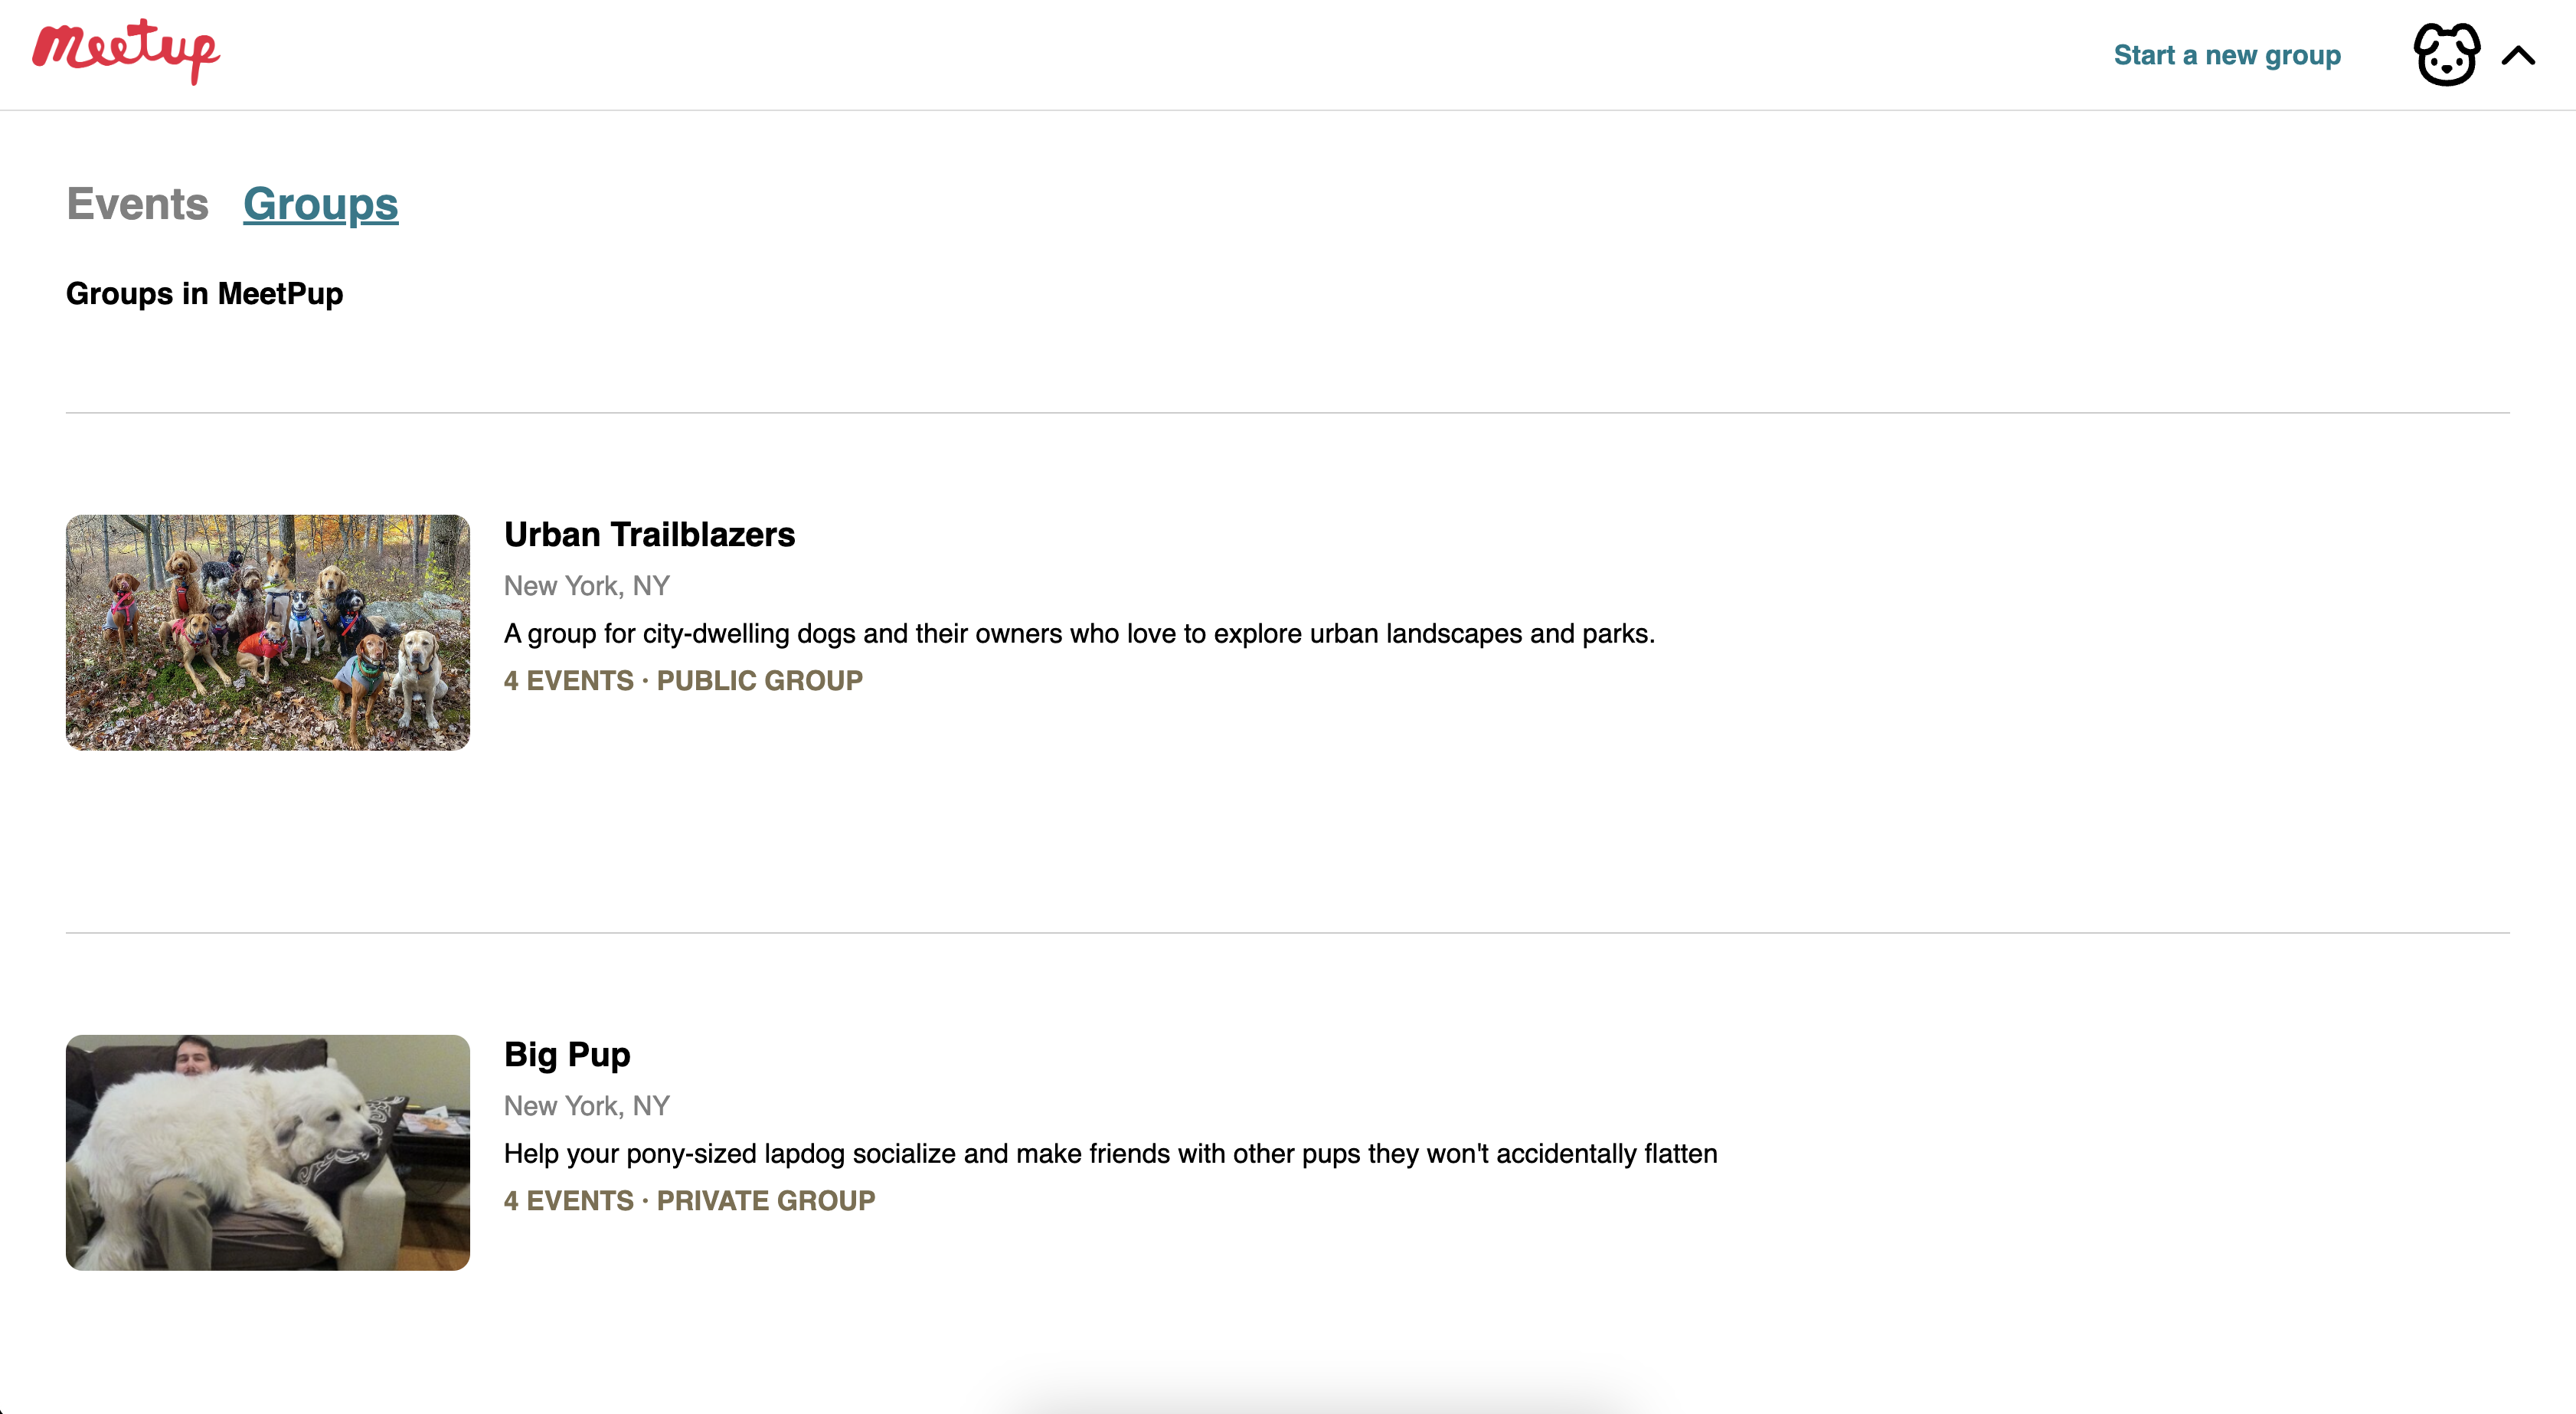 Meetup
Start a new group
Events Groups
Groups in MeetPup
Urban Trailblazers
New York, NY
A group for city-dwelling dogs and their owners who love to explore urban landscapes and parks.
4 EVENTS · PUBLIC GROUP
Big Pup
New York, NY
Help your pony-sized lapdog socialize and make friends with other pups they won't accidentally flatten
4 EVENTS · PRIVATE GROUP